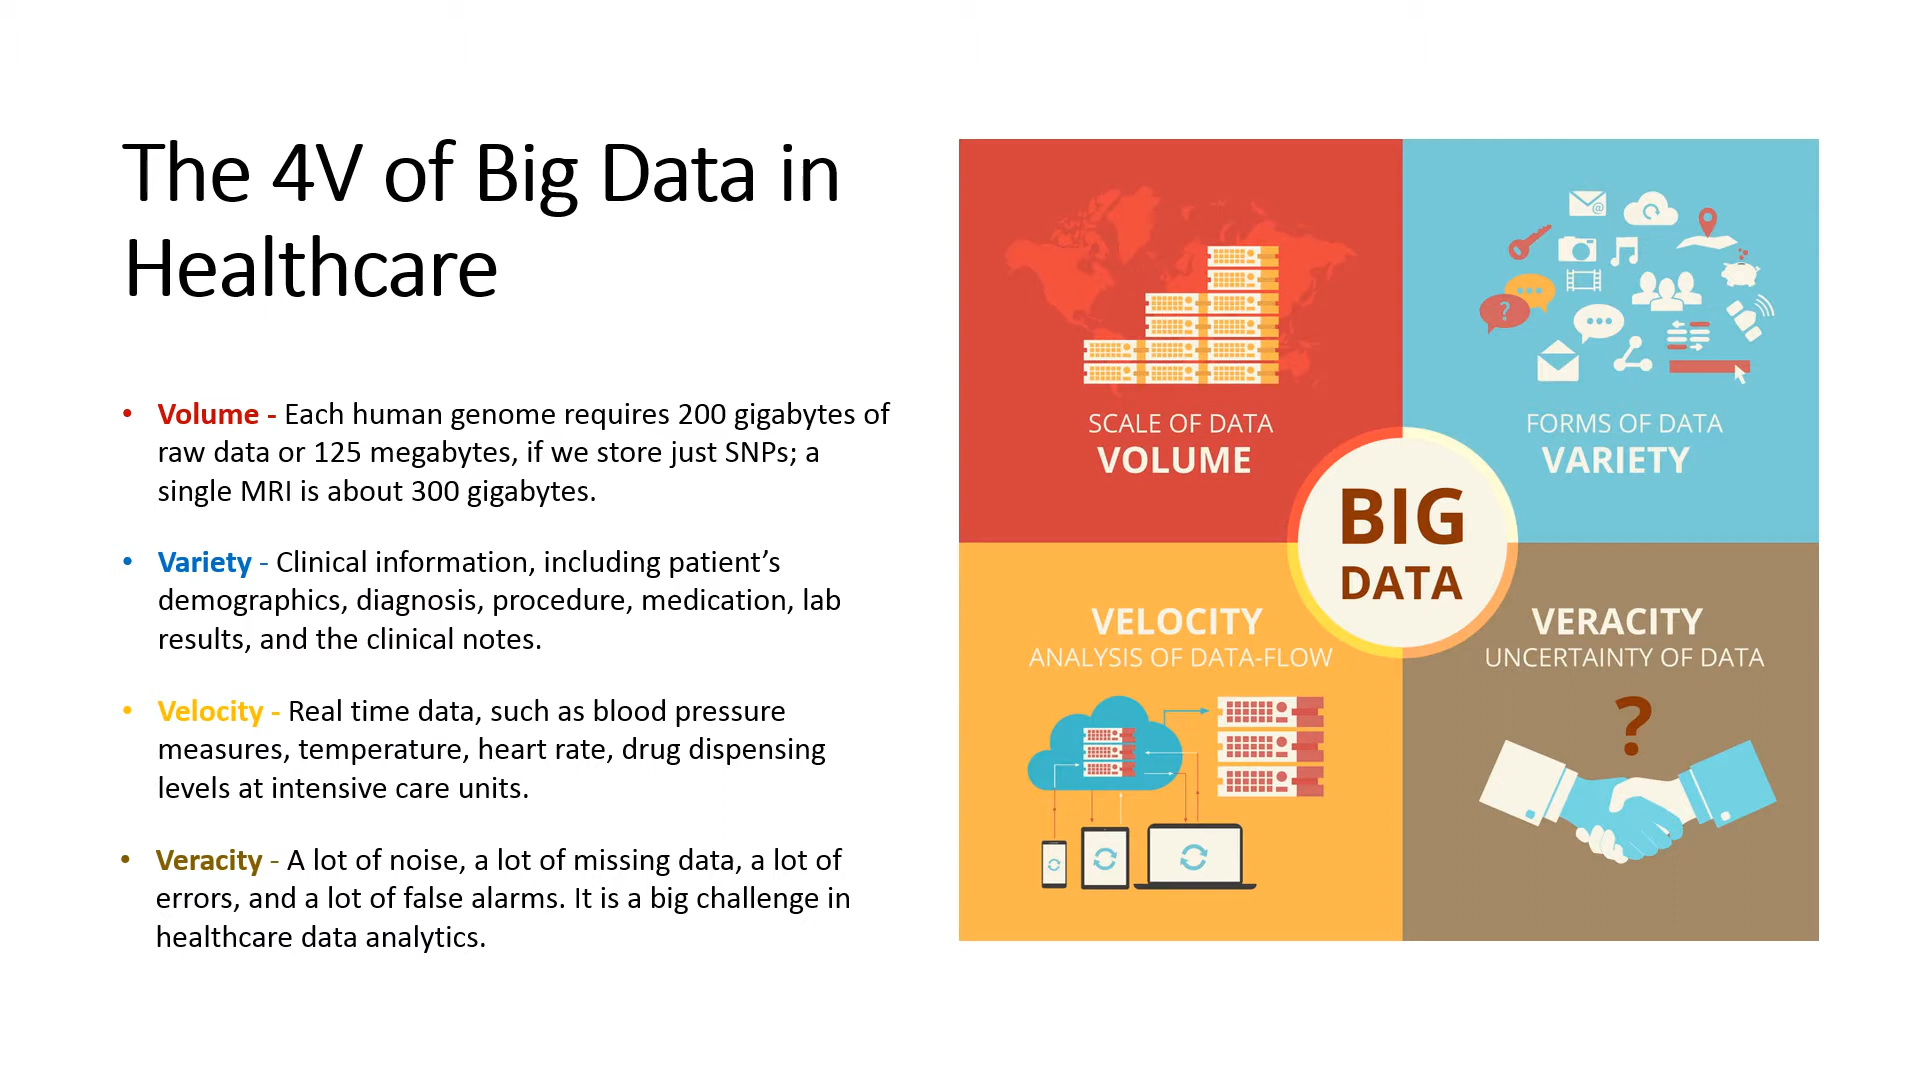 The 4V of Big Data in
Healthcare
• Volume - Each human genome requires 200 gigabytes of
raw data or 125 megabytes, if we store just SNPs; a
single MRI is about 300 gigabytes.
• Variety - Clinical information, including patient’s
demographics, diagnosis, procedure, medication, lab
results, and the clinical notes.
• Velocity - Real time data, such as blood pressure
measures, temperature, heart rate, drug dispensing
levels at intensive care units.
• Veracity - A lot of noise, a lot of missing data, a lot of
errors, and a lot of false alarms. It is a big challenge in
healthcare data analytics.
SCALE OF DATA
VOLUME
@
?
FORMS OF DATA
VARIETY
BIG
DATA
VELOCITY
ANALYSIS OF DATA-FLOW
VERACITY
UNCERTAINTY OF DATA
?